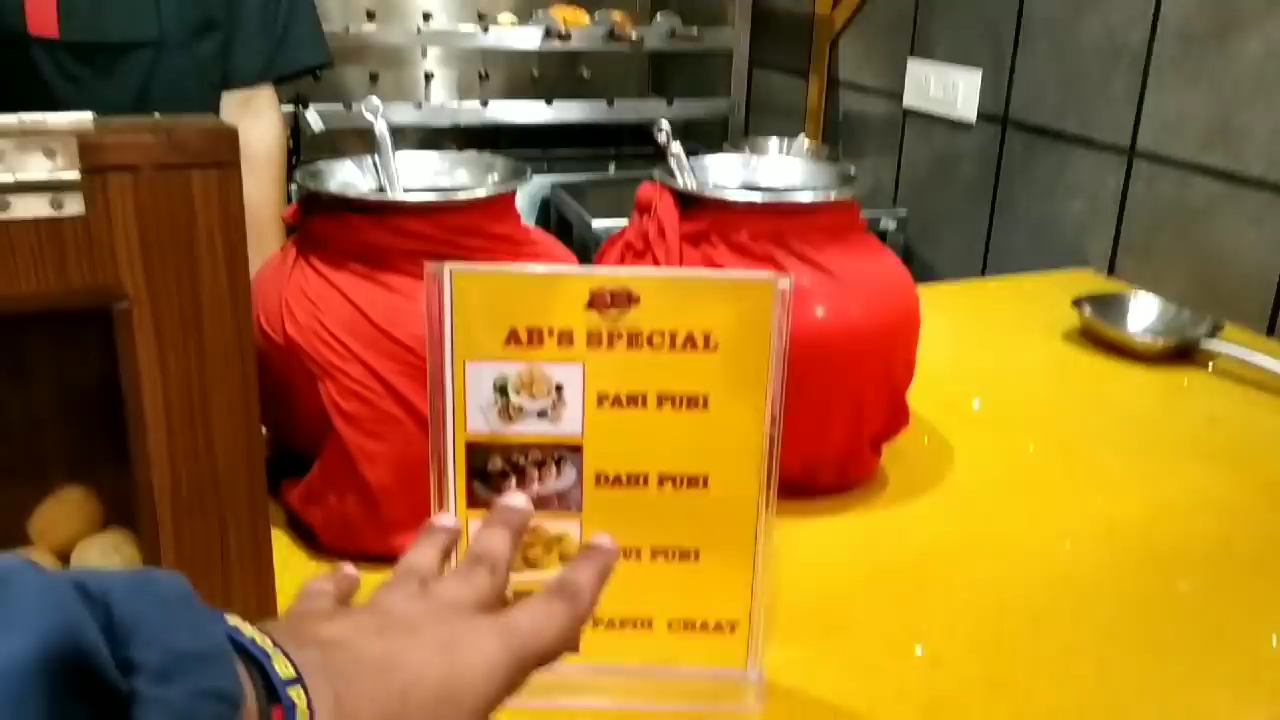 AB'S SPECIAL
PANI PURI
DAHI PURI
PURI
PAPDI CHAAT